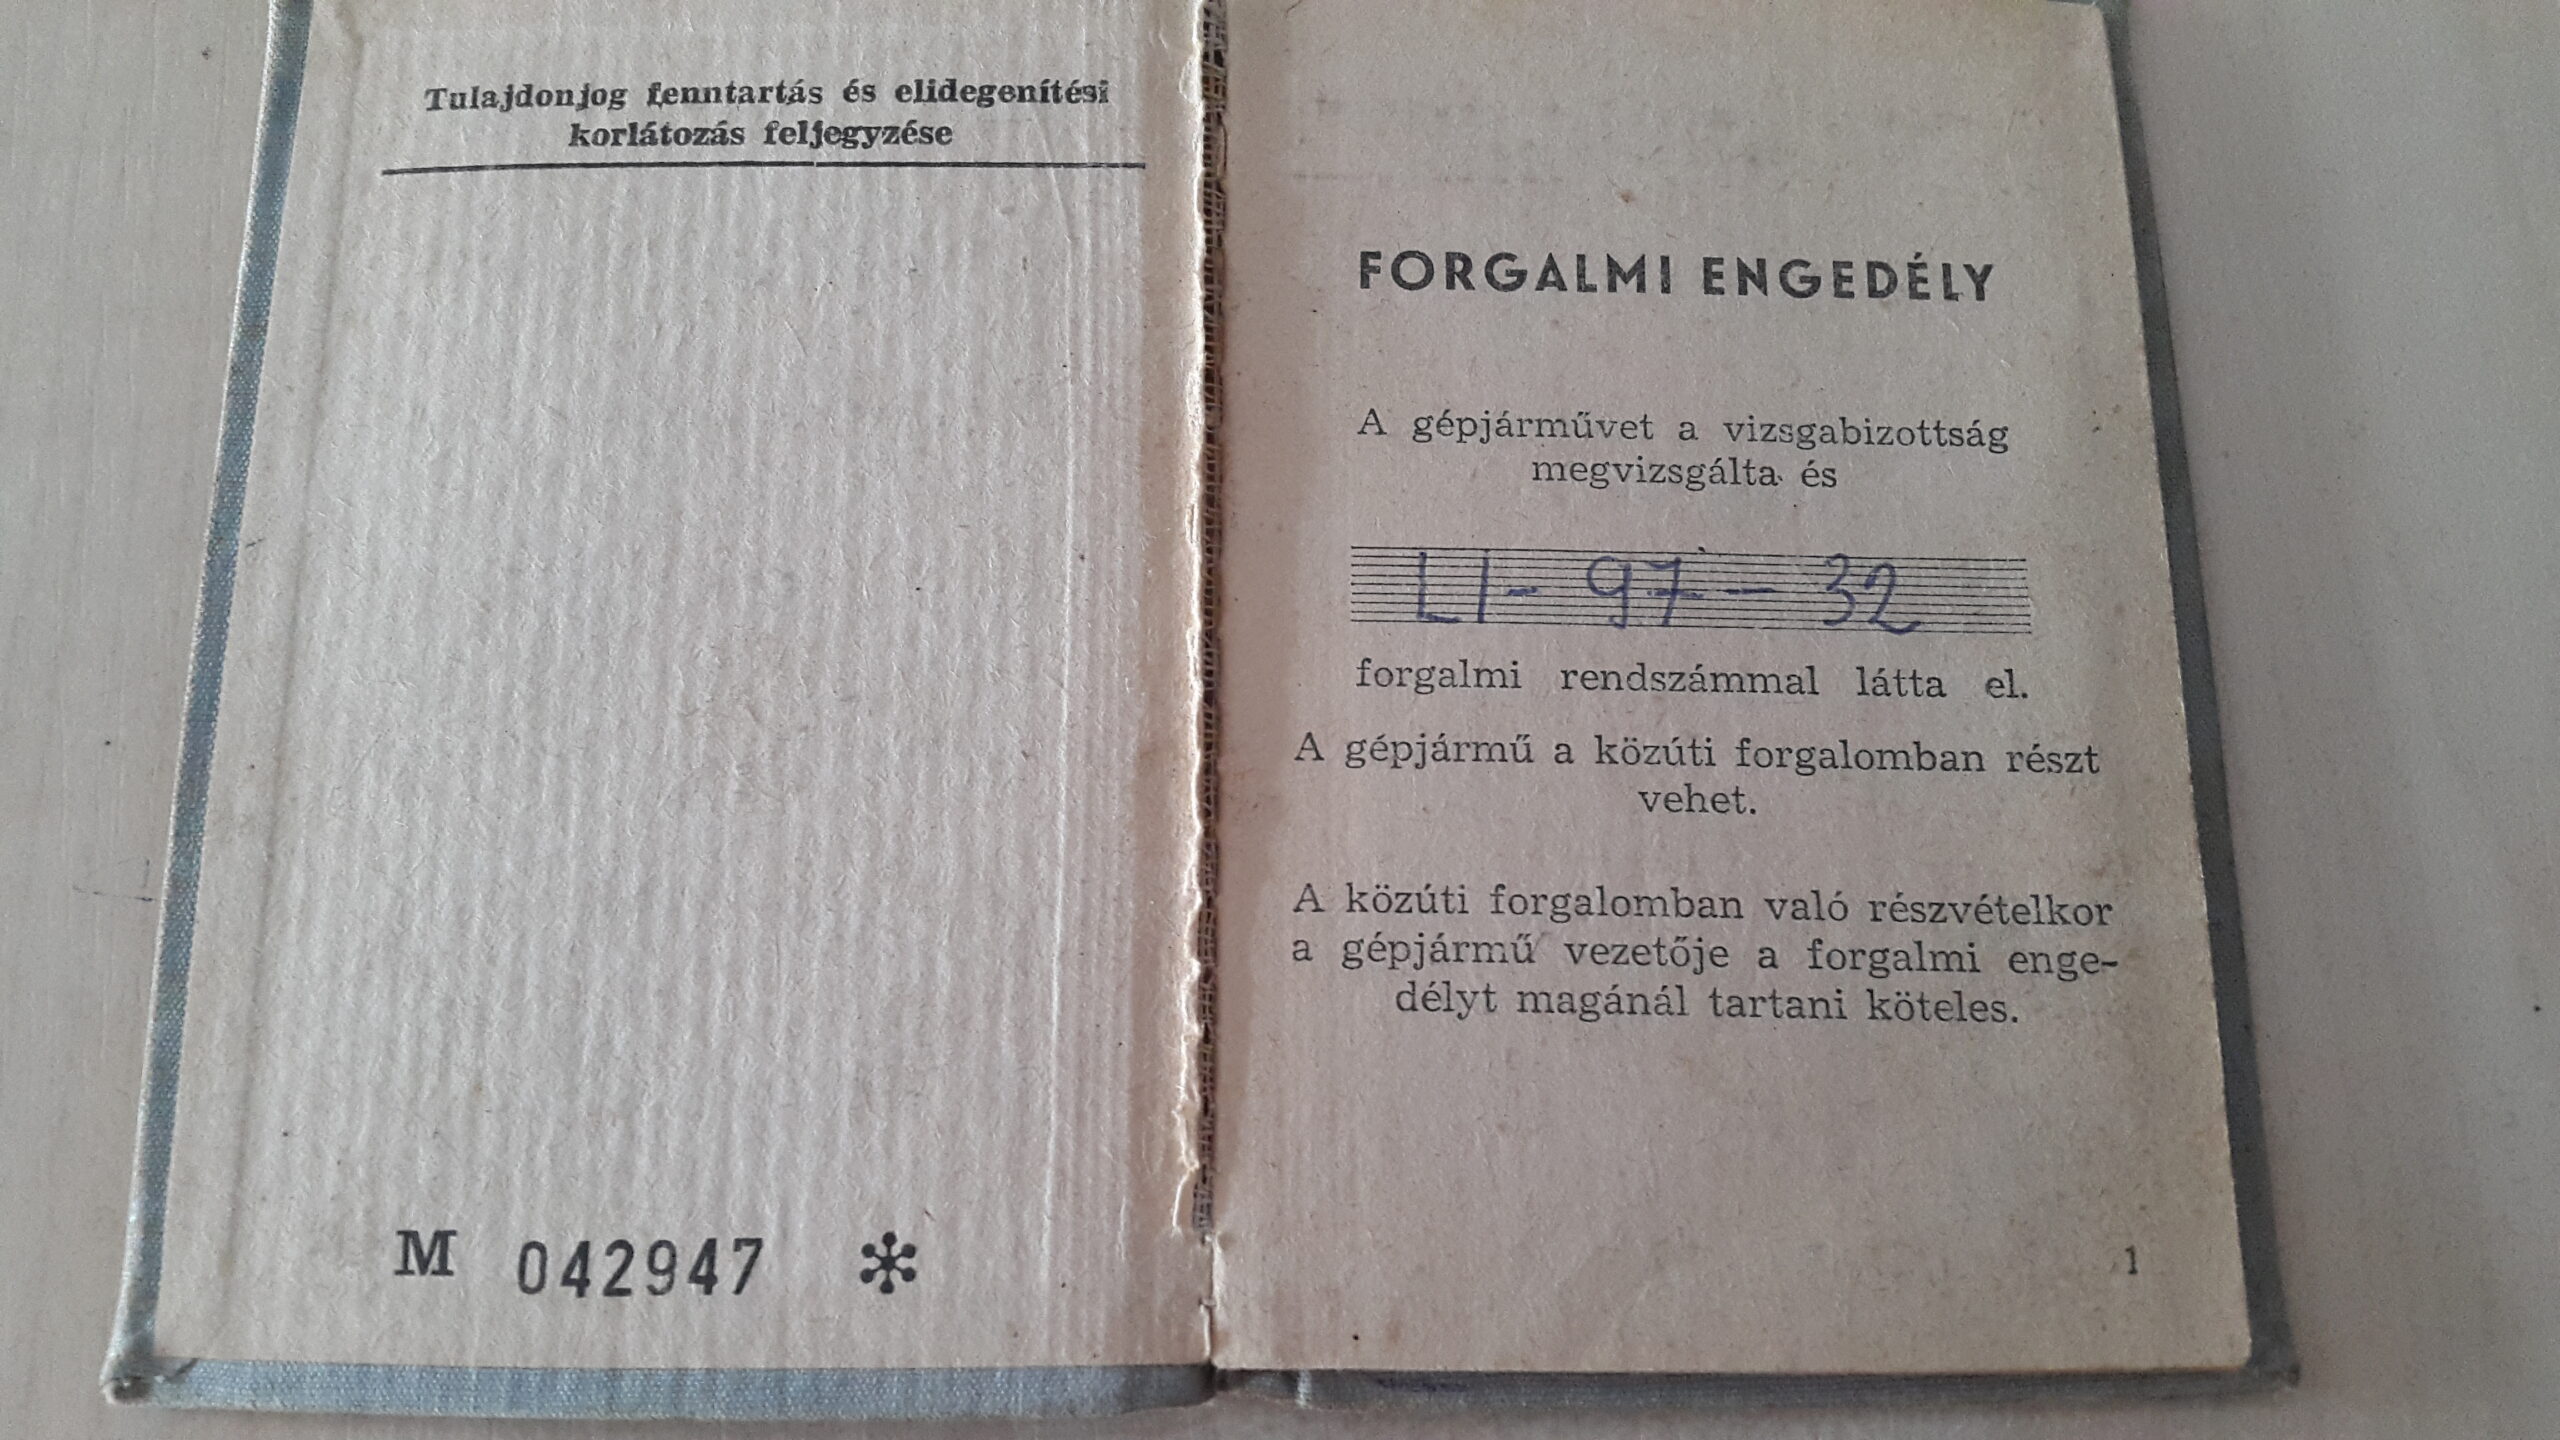 Tulajdonjog fenntartás és elidegenítési
korlátozás feljegyzése
M 042947 *
FORGALMI ENGEDÉLY
A gépjárművet a vizsgabizottság
megvizsgálta és
LI - 97 - 32
forgalmi rendszámmal látta el.
A gépjármű a közúti forgalomban részt
vehet.
A közúti forgalomban való részvételkor
a gépjármű vezetője a forgalmi enge-
délyt magánál tartani köteles.
1